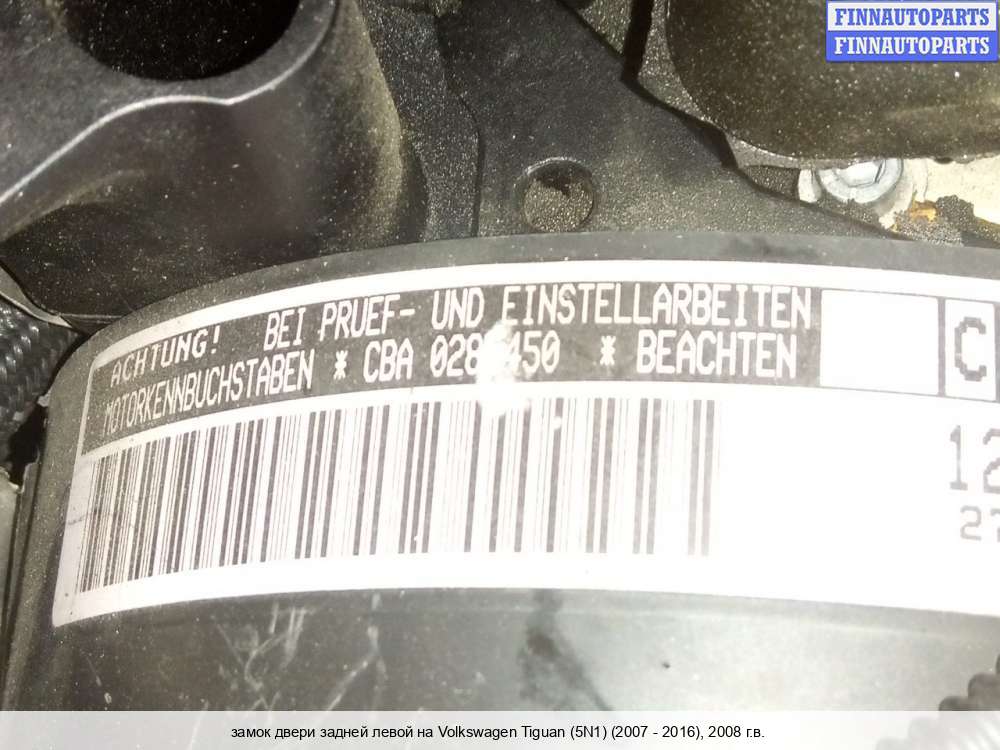 FINNAUTOPARTS
FINNAUTOPARTS
ACHTUNG! BEI PRUEF- UND EINSTELLARBEITEN
MOTORKENNBUCHSTABEN * CBA * BEACHTEN
C
12
27
замок двери задней левой на Volkswagen Tiguan (5N1) (2007 - 2016), 2008 г.в.